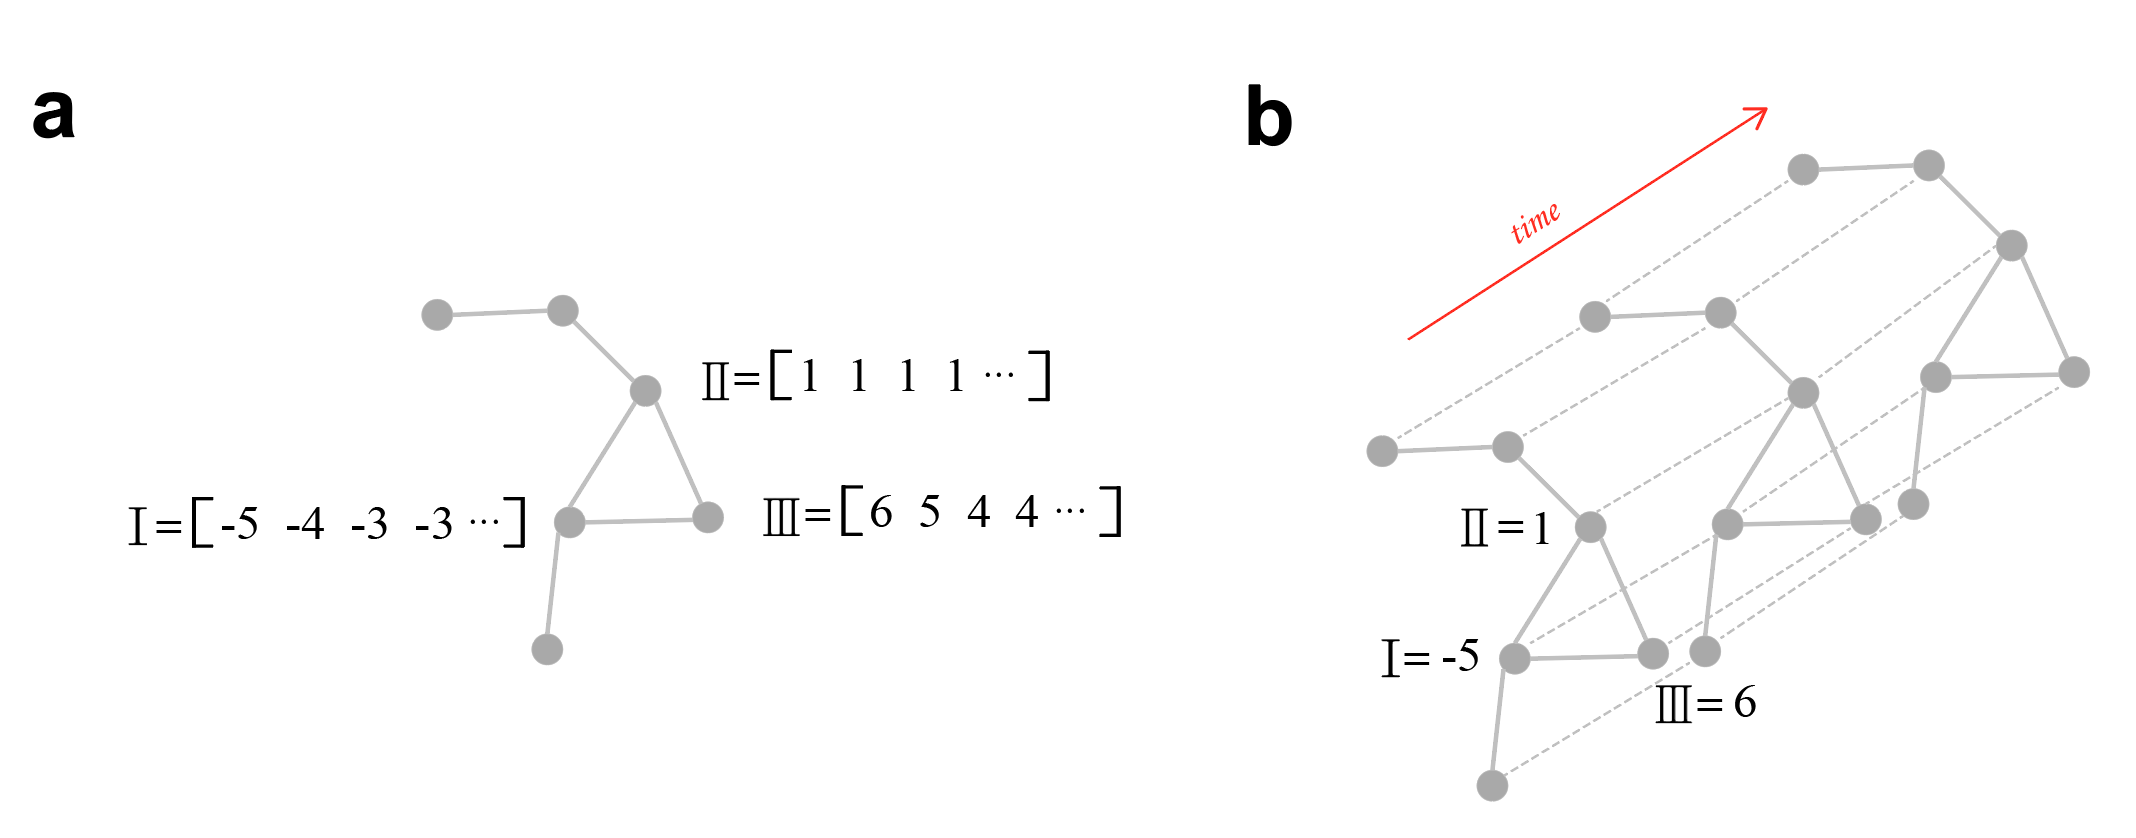 a
𝕀𝕀=[1 1 1 1 ⋯]
𝕀=[-5 -4 -3 -3 ⋯]
𝕀𝕀𝕀=[6 5 4 4 ⋯]
b
time
𝕀𝕀=1
𝕀=-5
𝕀𝕀𝕀=6